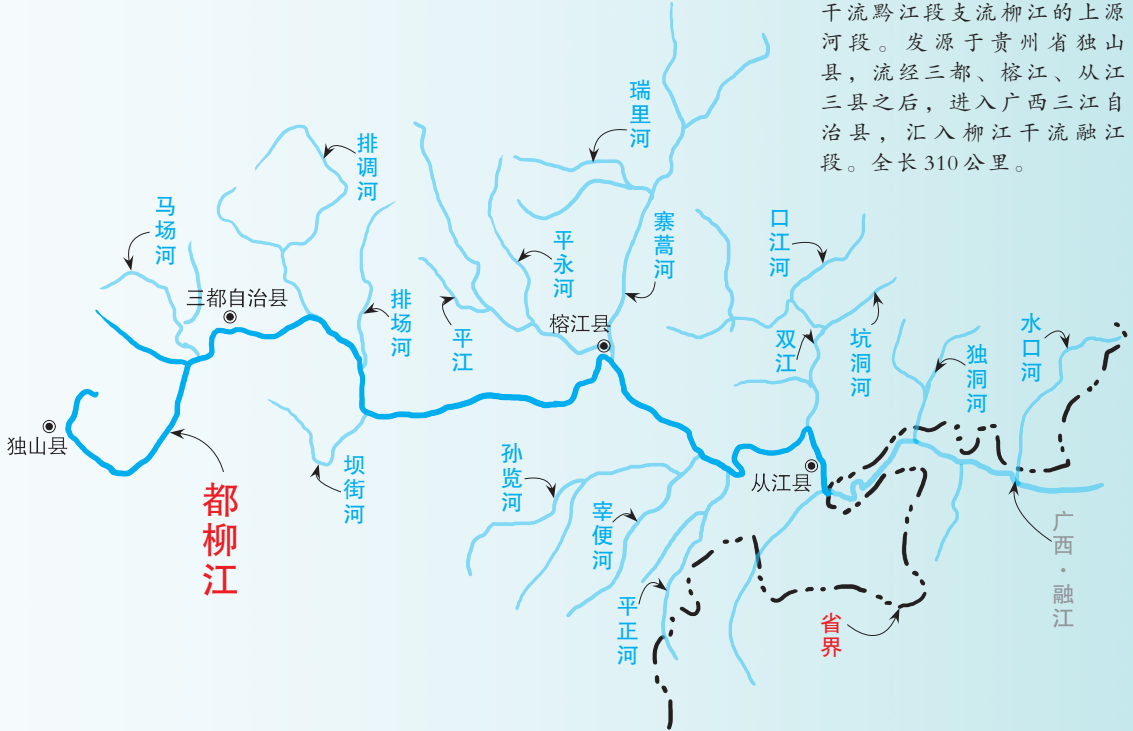 干流黔江段支流柳江的上源
河段。发源于贵州省独山
县，流经三都、榕江、从江
三县之后，进入广西三江自
治县，汇入柳江干流融江
段。全长310公里。
瑞里河
排调河
马场河
寨蒿河
口江河
平永河
三都自治县
排场河
平江
榕江县
双江
坑洞河
水口河
独洞河
独山县
坝街河
孙览河
从江县
都柳江
宰便河
广西·融江
平正河
省界